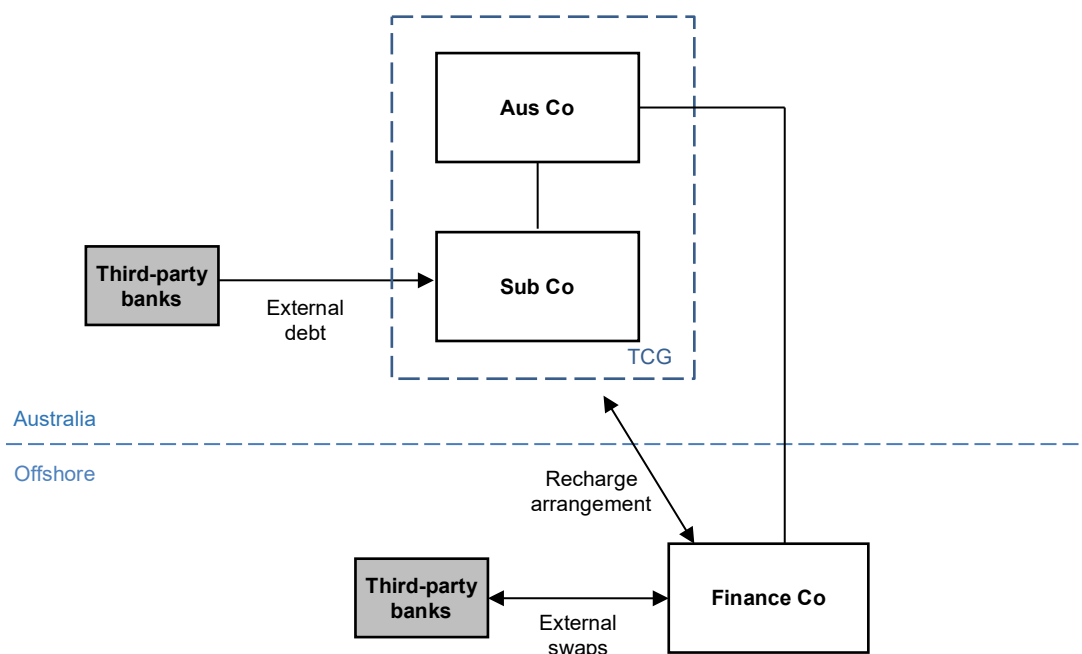 Aus Co
Third-party
banks
External
debt
Sub Co
TCG
Australia
Offshore
Recharge
arrangement
Third-party
banks
External
swaps
Finance Co